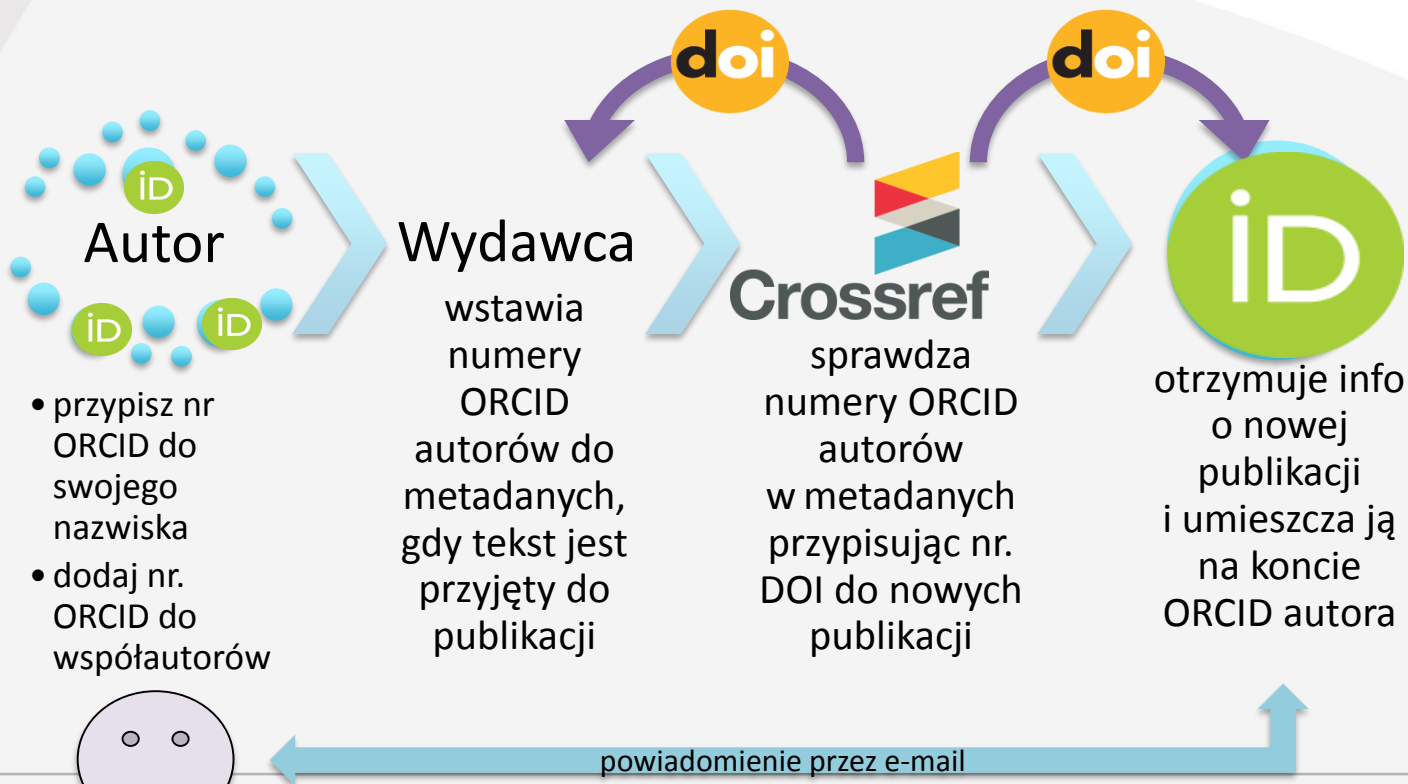 doi
doi
iD
Autor
iD
iD
• przypisz nr
ORCID do
swojego
nazwiska
• dodaj nr.
ORCID do
współautorów
Wydawca
wstawia
numery
ORCID
autorów do
metadanych,
gdy tekst jest
przyjęty do
publikacji
Crossref
sprawdza
numery ORCID
autorów
w metadanych
przypisując nr.
DOI do nowych
publikacji
iD
otrzymuje info
o nowej
publikacji
i umieszcza ją
na koncie
ORCID autora
powiadomienie przez e-mail